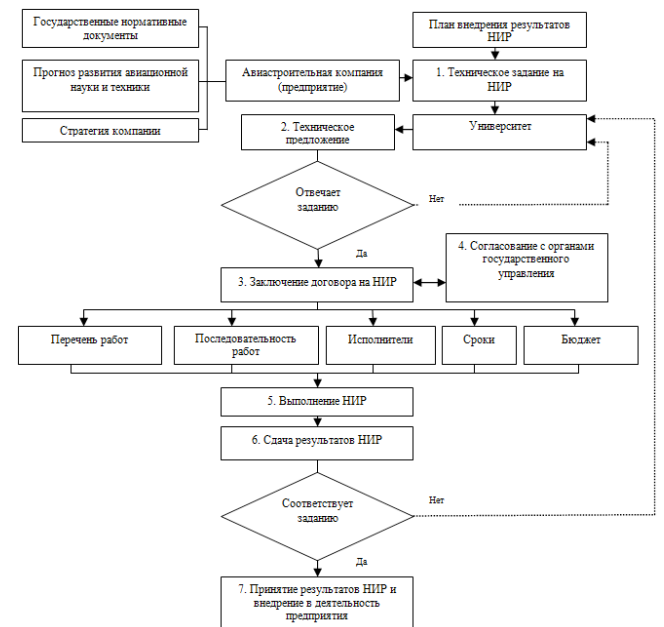 Государственные нормативные
документы
План внедрения результатов
НИР
Прогноз развития авиационной
науки и техники
Авиастроительная компания
(предприятие)
1. Техническое задание на
НИР
Стратегия компании
2. Техническое
предложение
Университет
Отвечает
заданию
Нет
Да
4. Согласование с органами
государственного
управления
3. Заключение договора на НИР
Перечень работ
Последовательность
работ
Исполнители
Сроки
Бюджет
5. Выполнение НИР
6. Сдача результатов НИР
Соответствует
заданию
Нет
Да
7. Принятие результатов НИР и
внедрение в деятельность
предприятия